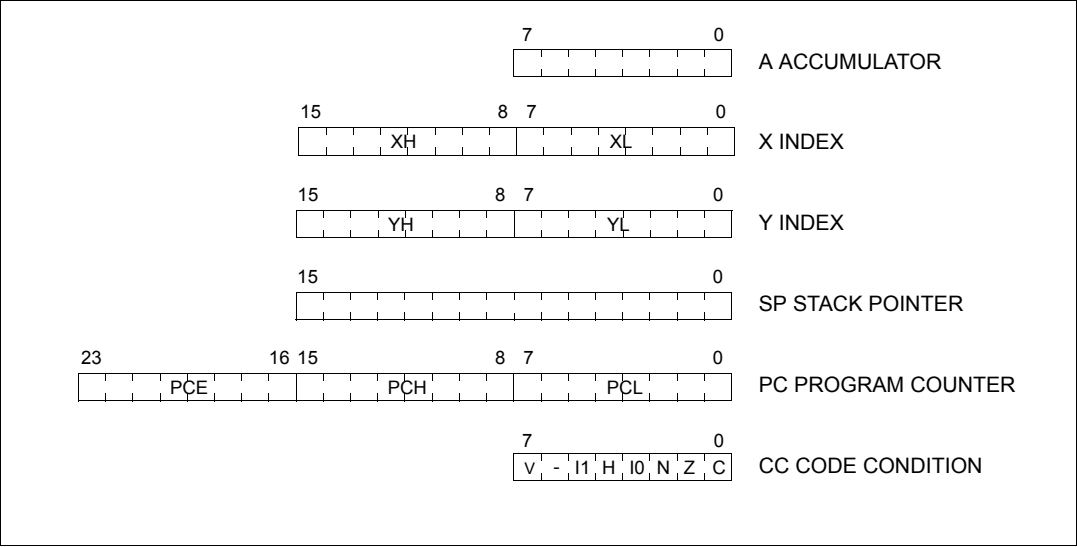 7 0
A ACCUMULATOR
15 8 7 0
XH XL X INDEX
15 8 7 0
YH YL Y INDEX
15 0
SP STACK POINTER
23 16 15 8 7 0
PCE PCH PCL PC PROGRAM COUNTER
7 0
V - I1 H I0 N Z C CC CODE CONDITION